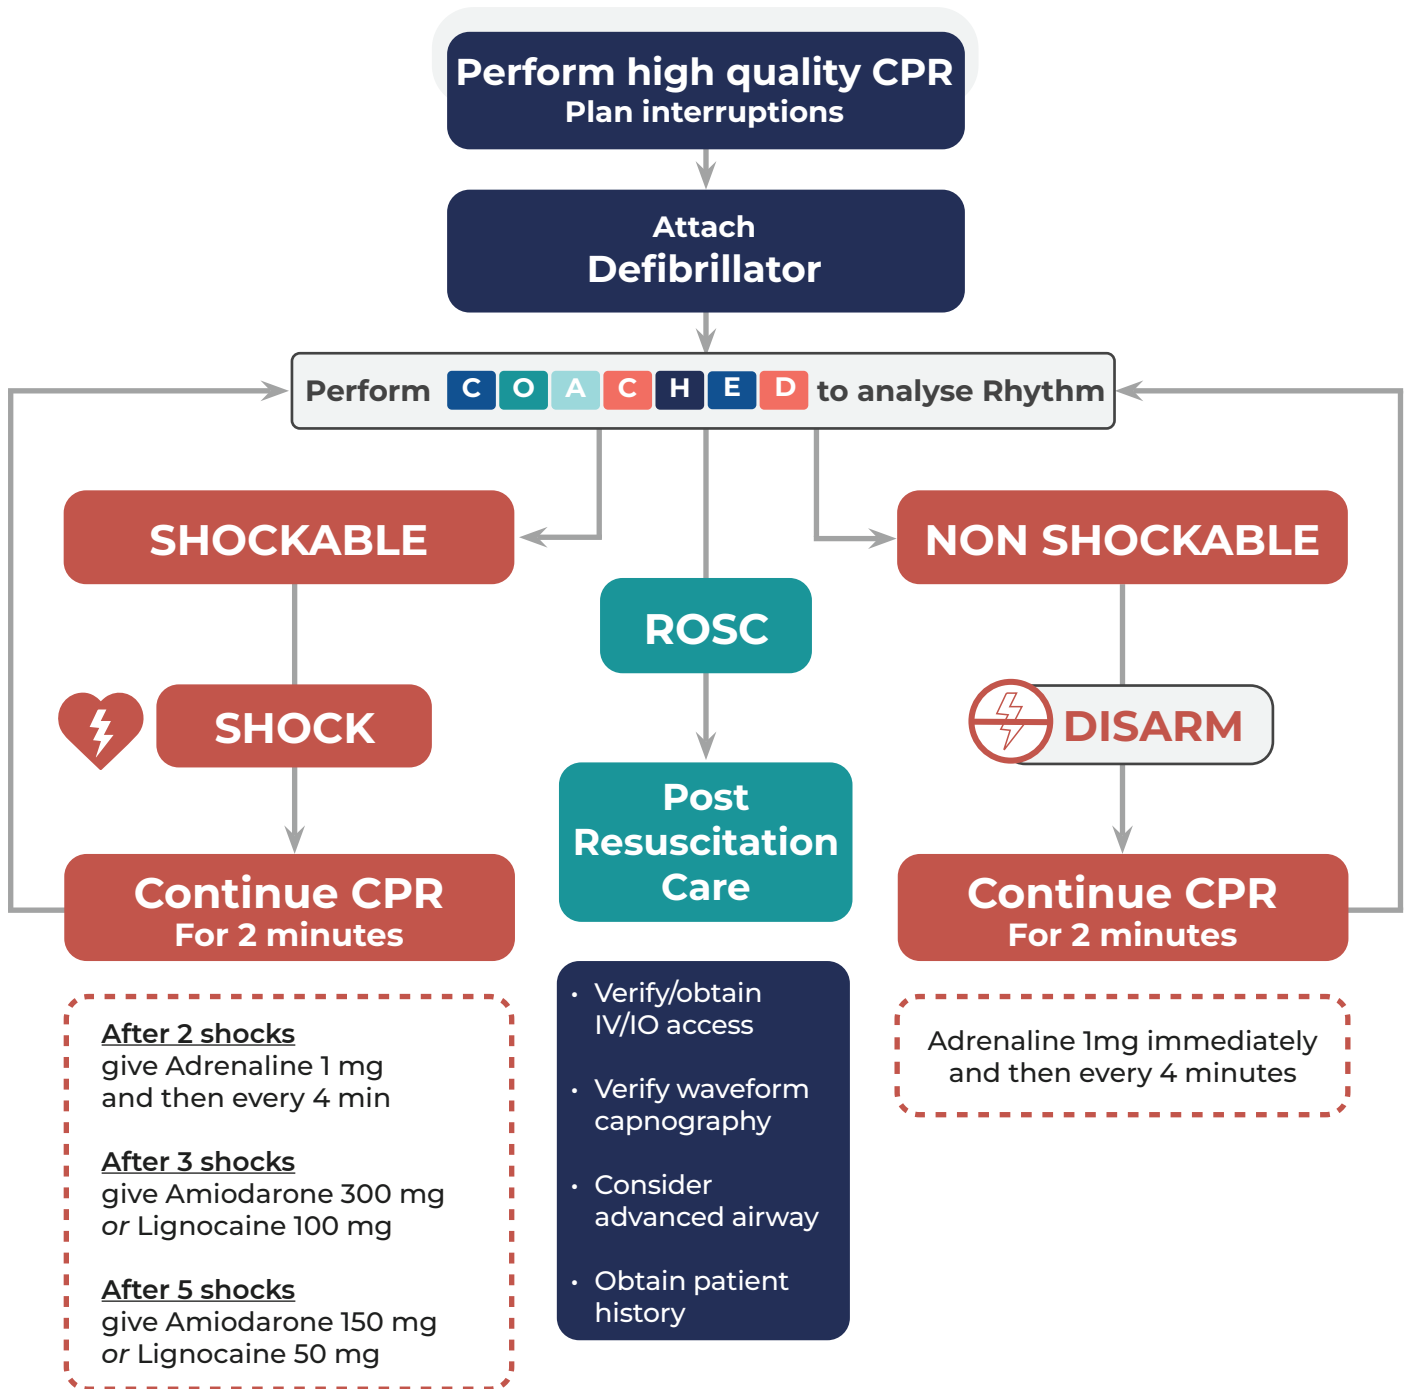 Perform high quality CPR
Plan interruptions
Attach
Defibrillator
Perform C O A C H E D to analyse Rhythm
SHOCKABLE
NON SHOCKABLE
ROSC
SHOCK
DISARM
Post
Resuscitation
Care
Continue CPR
For 2 minutes
Continue CPR
For 2 minutes
After 2 shocks
give Adrenaline 1 mg
and then every 4 min
After 3 shocks
give Amiodarone 300 mg
or Lignocaine 100 mg
After 5 shocks
give Amiodarone 150 mg
or Lignocaine 50 mg
• Verify/obtain
IV/IO access
• Verify waveform
capnography
• Consider
advanced airway
• Obtain patient
history
Adrenaline 1mg immediately
and then every 4 minutes